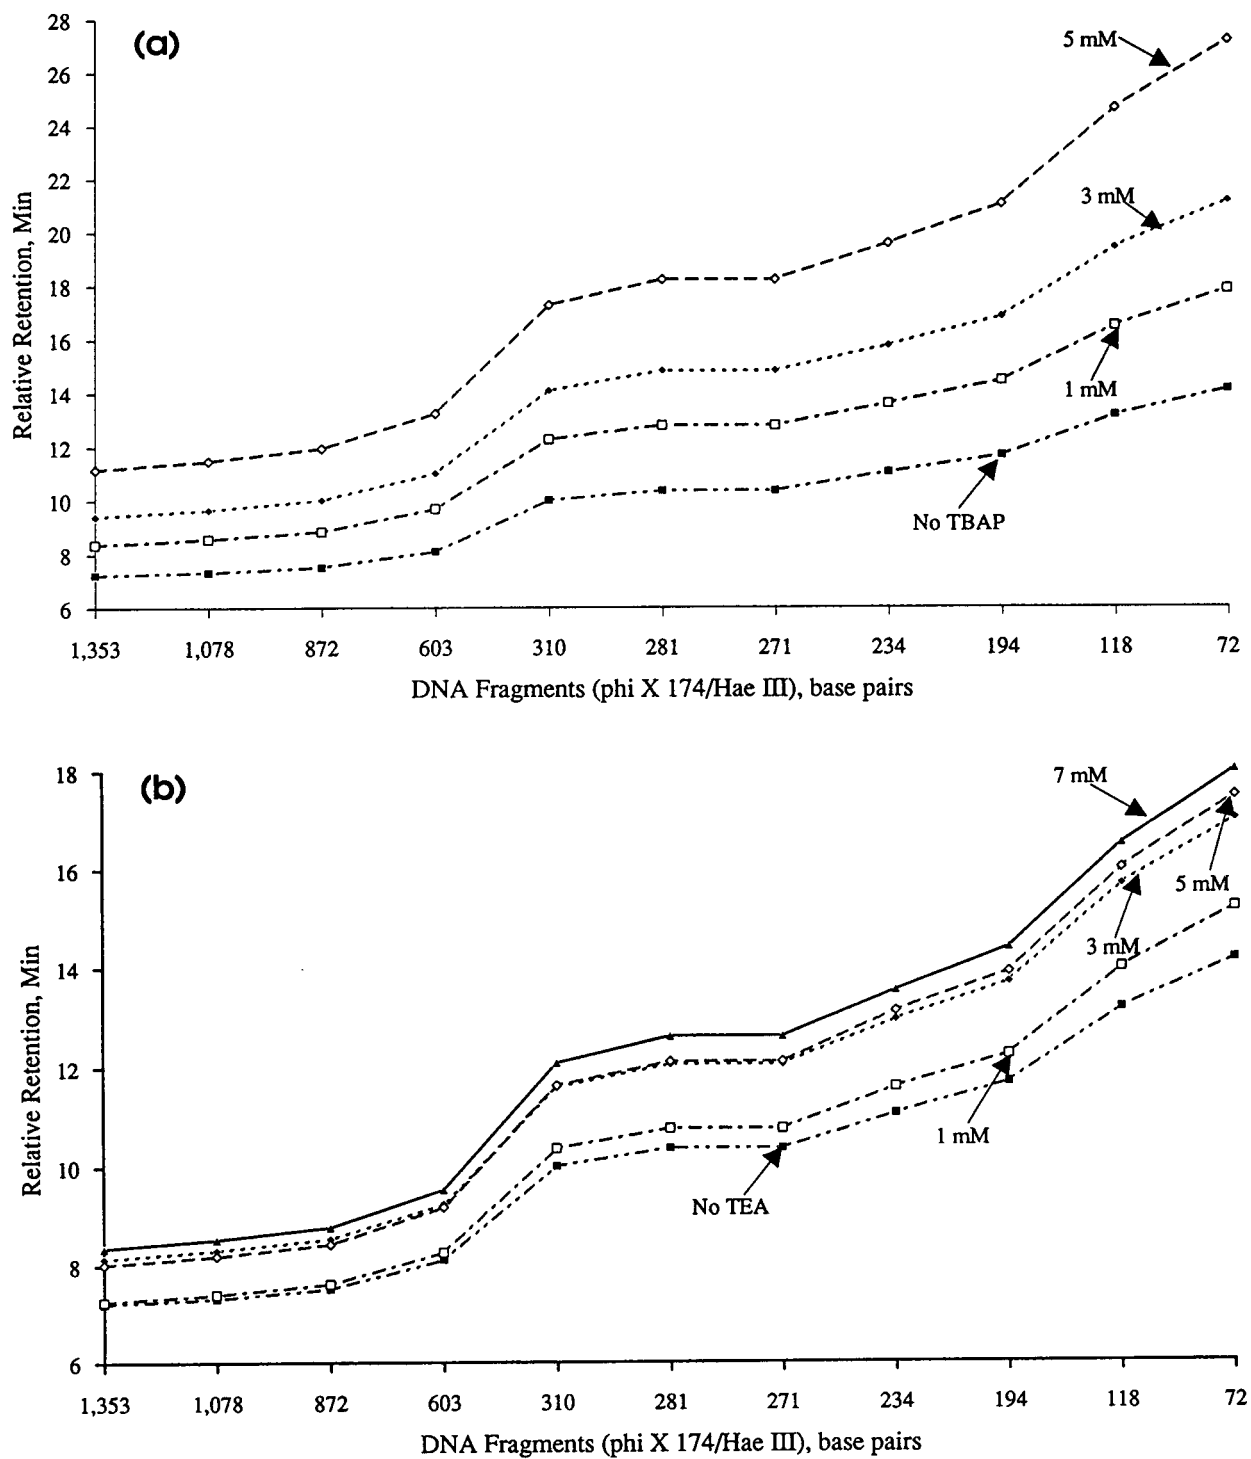 (a)
28
26
24
22
20
18
16
14
12
10
8
6
Relative Retention, Min
5 mM
3 mM
1 mM
No TBAP
1,353 1,078 872 603 310 281 271 234 194 118 72
DNA Fragments (phi X 174/Hae III), base pairs
(b)
18
16
14
12
10
8
6
Relative Retention, Min
7 mM
5 mM
3 mM
1 mM
No TEA
1,353 1,078 872 603 310 281 271 234 194 118 72
DNA Fragments (phi X 174/Hae III), base pairs